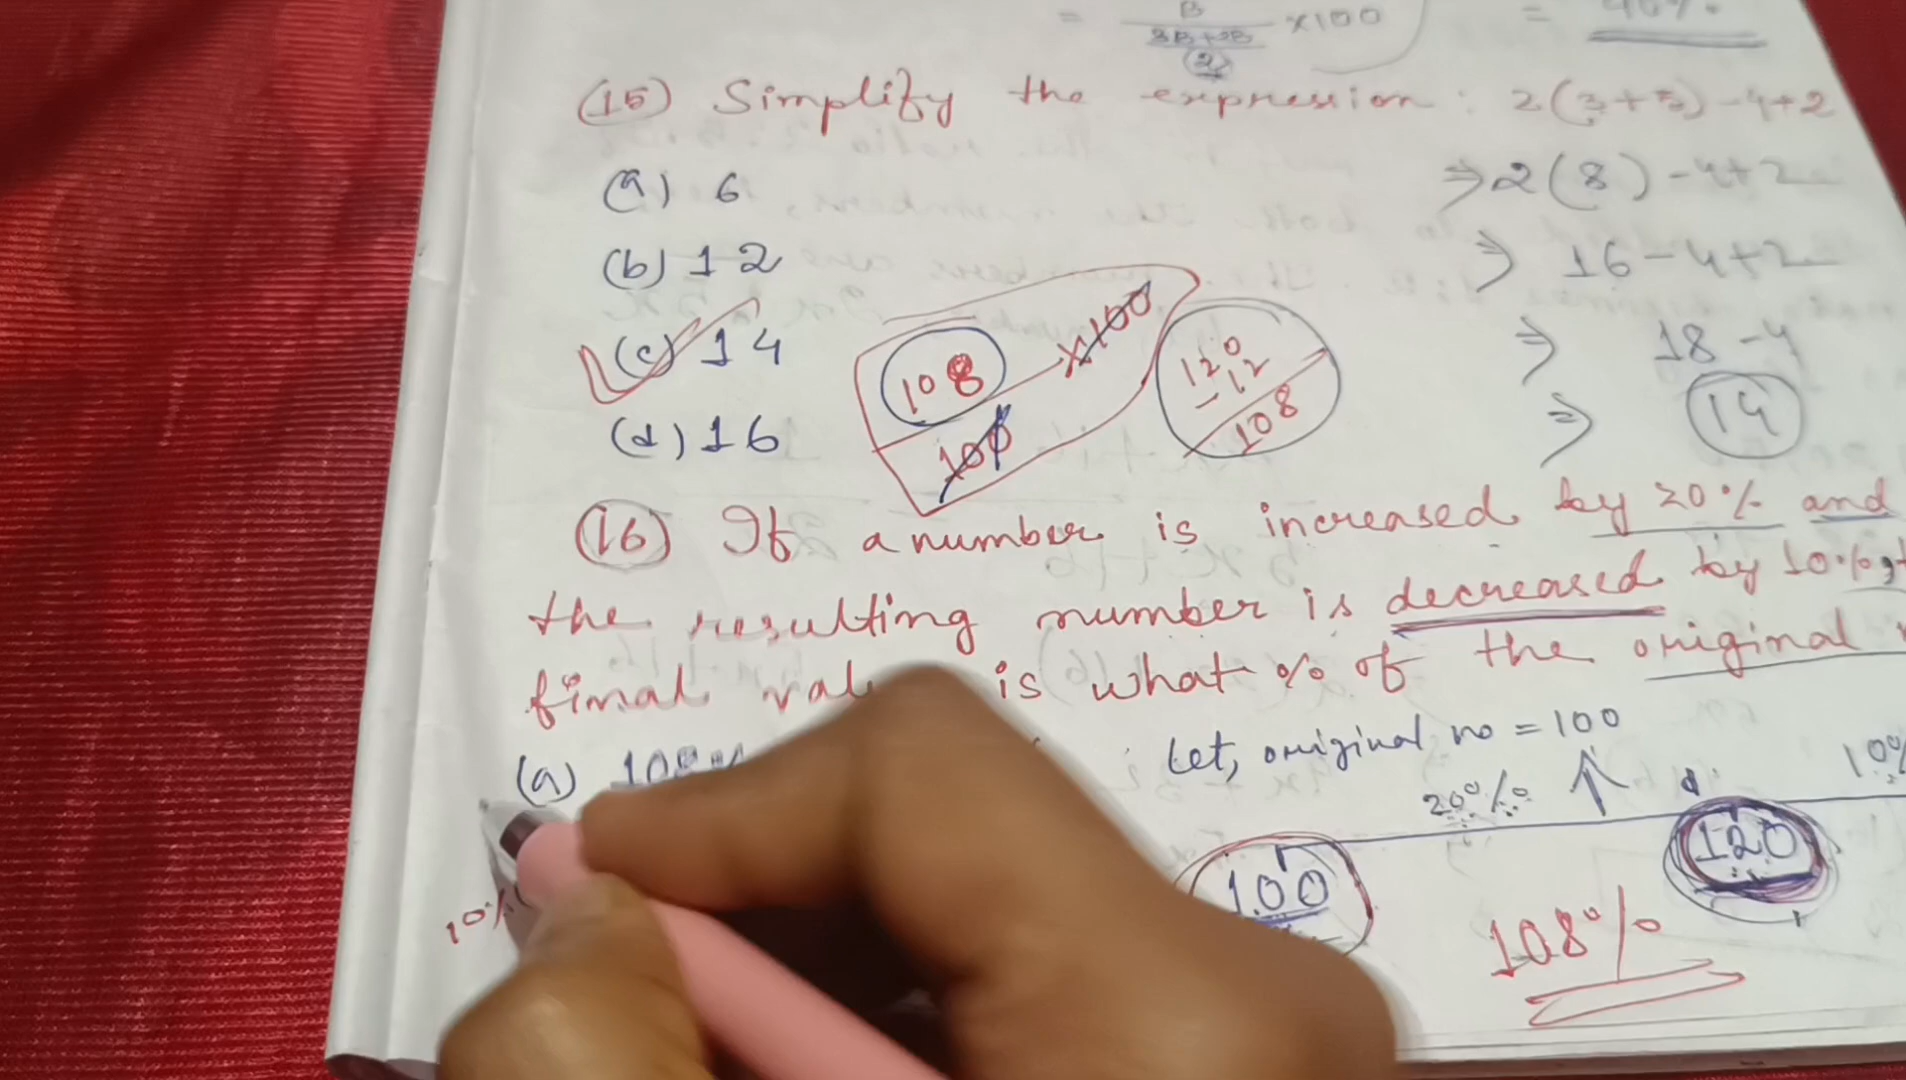 = B / 3B+2B / (2) ×100 = 40%
(15) Simplify the expression : 2(3+5)-4+2
(a) 6
⇒ 2(8)-4+2
(b) 12
⇒ 16-4+2
(c) 14
⇒ 18-4
(d) 16
⇒ 14
108 ×100
100
120
-12
108
(16) If a number is increased by 20% and
the resulting number is decreased by 10%
final is what % of the original
(a) 108%
Let, original no = 100
20% ↑ 10%
100 120
10%
108%